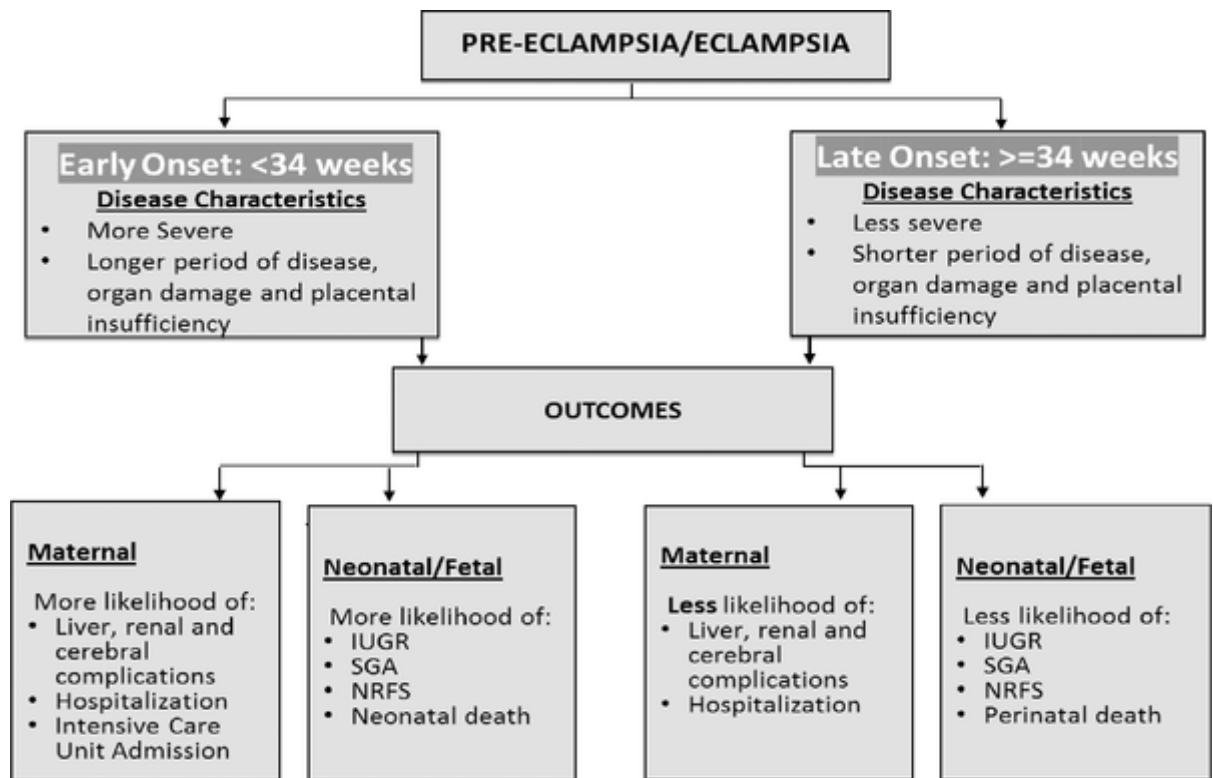 PRE-ECLAMPSIA/ECLAMPSIA
Early Onset: <34 weeks
Disease Characteristics
• More Severe
• Longer period of disease,
organ damage and placental
insufficiency
Late Onset: >=34 weeks
Disease Characteristics
• Less severe
• Shorter period of disease,
organ damage and placental
insufficiency
OUTCOMES
Maternal
More likelihood of:
• Liver, renal and
cerebral
complications
• Hospitalization
• Intensive Care
Unit Admission
Neonatal/Fetal
More likelihood of:
• IUGR
• SGA
• NRFS
• Neonatal death
Maternal
Less likelihood of:
• Liver, renal and
cerebral
complications
• Hospitalization
Neonatal/Fetal
Less likelihood of:
• IUGR
• SGA
• NRFS
• Perinatal death